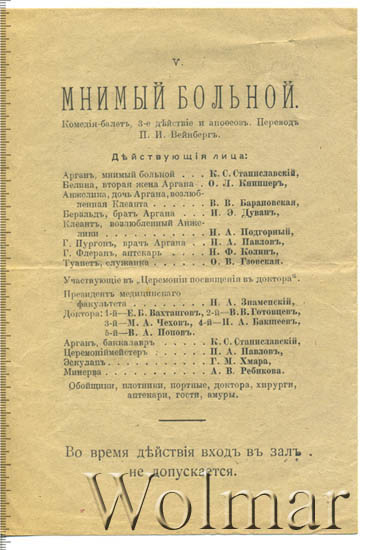 V.
МНИМЫЙ БОЛЬНОЙ.
Комедія-балетъ, 3-е дѣйствіе и апоѳеозъ. Переводъ
П. И. Вейнберга.
Дѣйствующія лица:
Арганъ, мнимый больной . . . К. С. Станиславскій,
Белина, вторая жена Аргана . О. Л. Книпперъ,
Анжелика, дочь Аргана, возлюб-
ленная Клеанта . . . . В. В. Барановская,
Беральдъ, братъ Аргана . . . И. Э. Дуванъ,
Клеантъ, возлюбленный Анже-
лики . . . . . . . . . Н. А. Подгорный,
Г. Пургонъ, врачъ Аргана . . Н. А. Павловъ,
Г. Флеранъ, аптекарь . . . . Н. Ф. Колинъ,
Туанетъ, служанка . . . . . О. В. Гзовская.
Участвующіе въ „Церемоніи посвященія въ доктора“.
Президентъ медицинскаго
факультета . . . . . . . Н. А. Знаменскій,
Доктора: 1-й—Е. Б. Вахтанговъ, 2-й—В. В. Готовцевъ,
3-й—М. А. Чеховъ, 4-й—Н. А. Бакшеевъ,
5-й—В. А. Поповъ.
Арганъ, баккалавръ . . . . К. С. Станиславскій,
Церемоніймейстеръ . . . . . Н. А. Павловъ,
Эскулапъ . . . . . . . . . Г. М. Хмара,
Минерва . . . . . . . . . А. В. Ребикова.
Обойщики, плотники, портные, доктора, хирурги,
аптекари, гости, амуры.
Во время дѣйствія входъ въ залъ
не допускается.
Wolmar